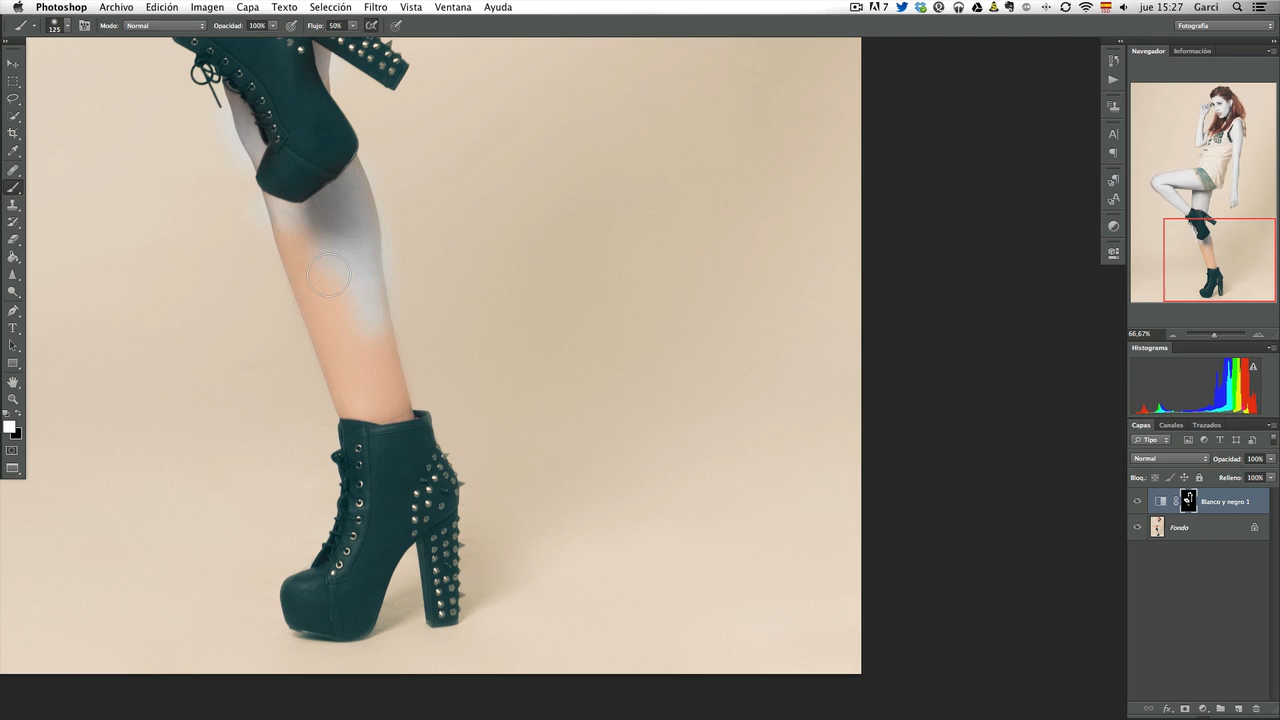 Photoshop Archivo Edición Imagen Capa Texto Selección Filtro Vista Ventana Ayuda 7 jue 15:27 Garci
125 Modo: Normal Opacidad: 100% Flujo: 50% Fotografía
Navegador Información
66,67%
Histograma
Capas Canales Trazados
Tipo
Normal Opacidad: 100%
Bloq.: Relleno: 100%
Blanco y negro 1
Fondo